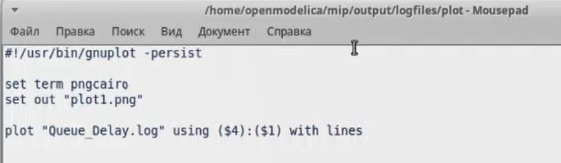 /home/openmodelica/mip/output/logfiles/plot - Mousepad
Файл Правка Поиск Вид Документ Справка
#!/usr/bin/gnuplot -persist
set term pngcairo
set out "plot1.png"
plot "Queue_Delay.log" using ($4):($1) with lines